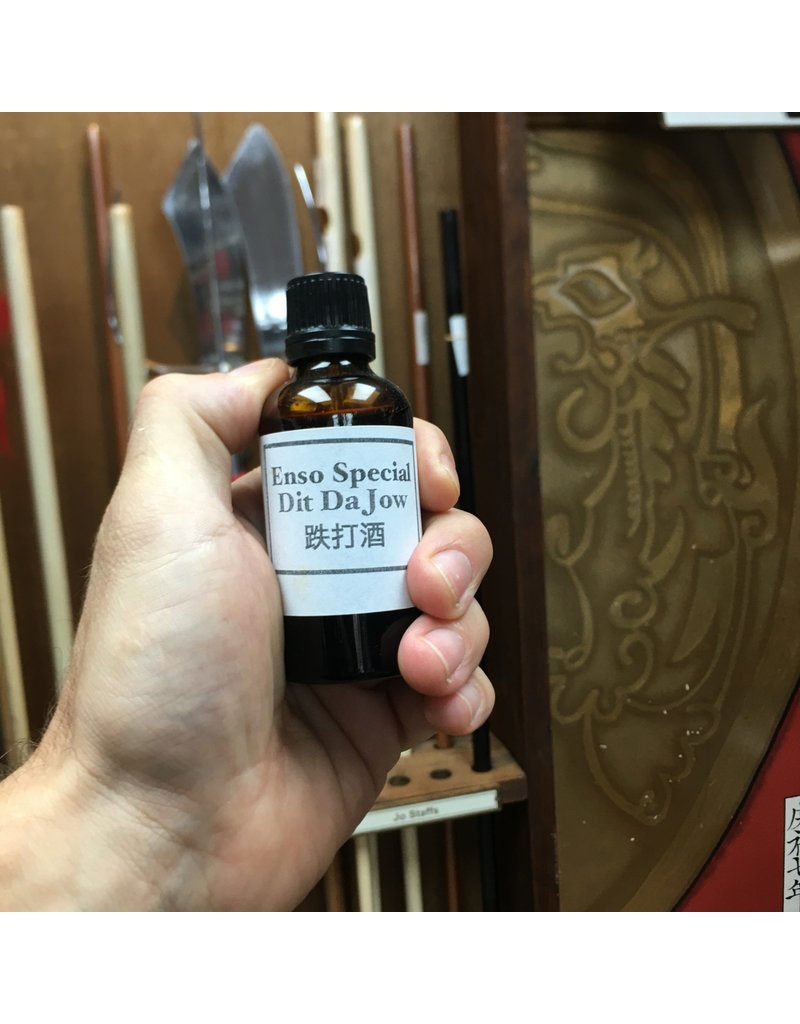 Enso Special
Dit Da Jow
跌打酒
Jo Staffs